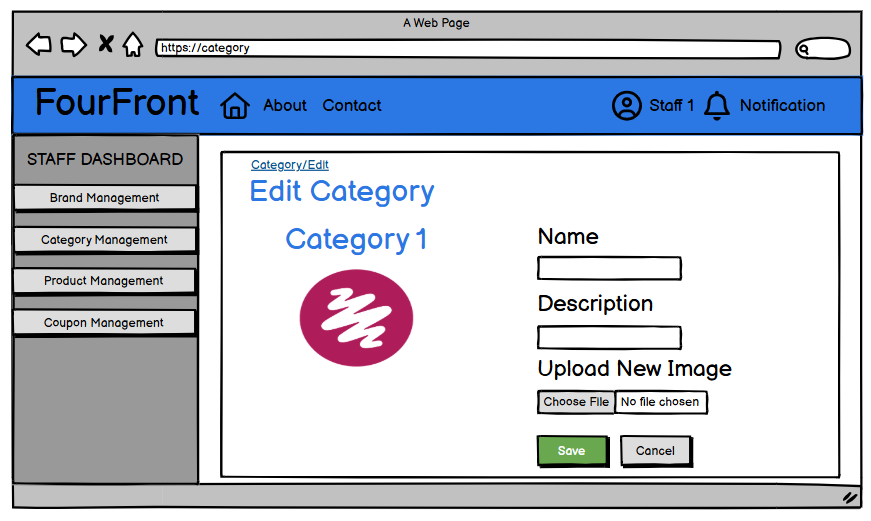 A Web Page
https://category
FourFront
About Contact
Staff 1
Notification
STAFF DASHBOARD
Brand Management
Category Management
Product Management
Coupon Management
Category/Edit
Edit Category
Category 1
Name
Description
Upload New Image
Choose File No file chosen
Save Cancel